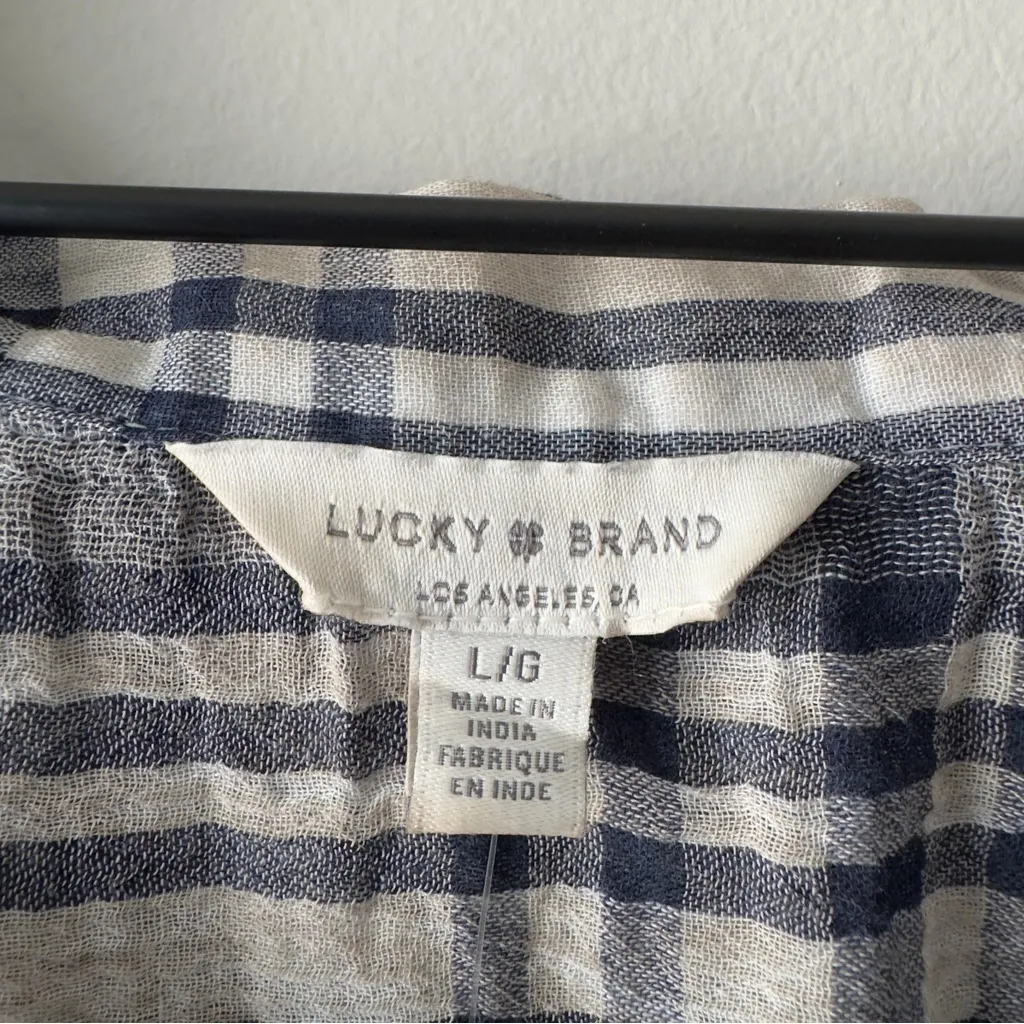 LUCKY BRAND
LOS ANGELES, CA
L/G
MADE IN
INDIA
FABRIQUE
EN INDE